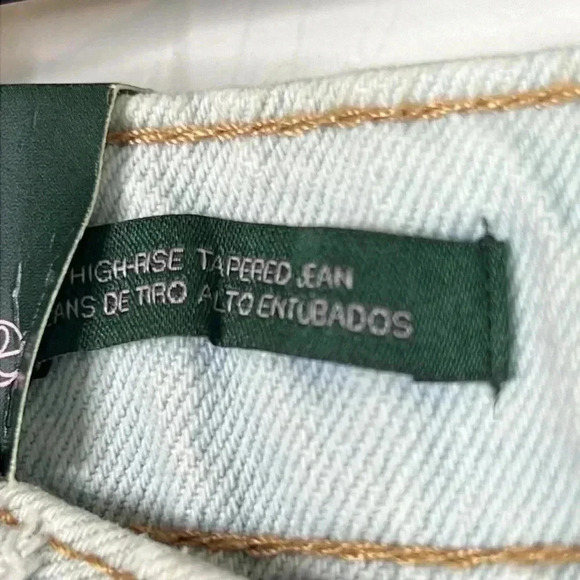 HIGH-RISE TAPERED JEAN
ANS DE TIRO ALTO ENTUBADOS